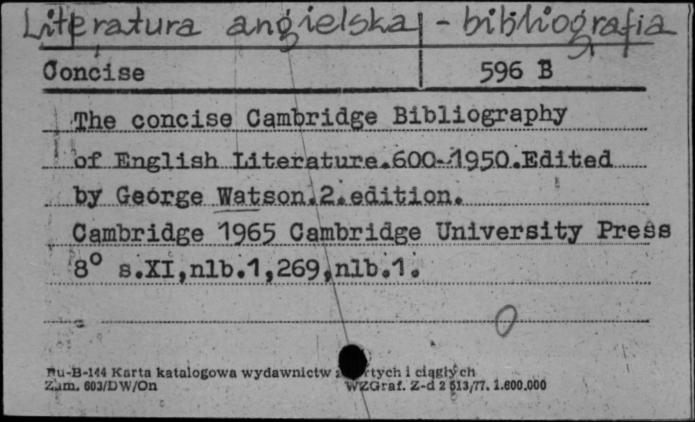 Literatura angielska - bibliografia
Concise 596 B
The concise Cambridge Bibliography
of English Literature.600-1950.Edited
by George Watson.2.edition.
Cambridge 1965 Cambridge University Press
8° s.XI,nlb.1,269,nlb.1.
0
Pu-B-144 Karta katalogowa wydawnictw i ciągłych
Zam. 603/DW/On WZGraf. Z-d 2 513/77. 1.600.000